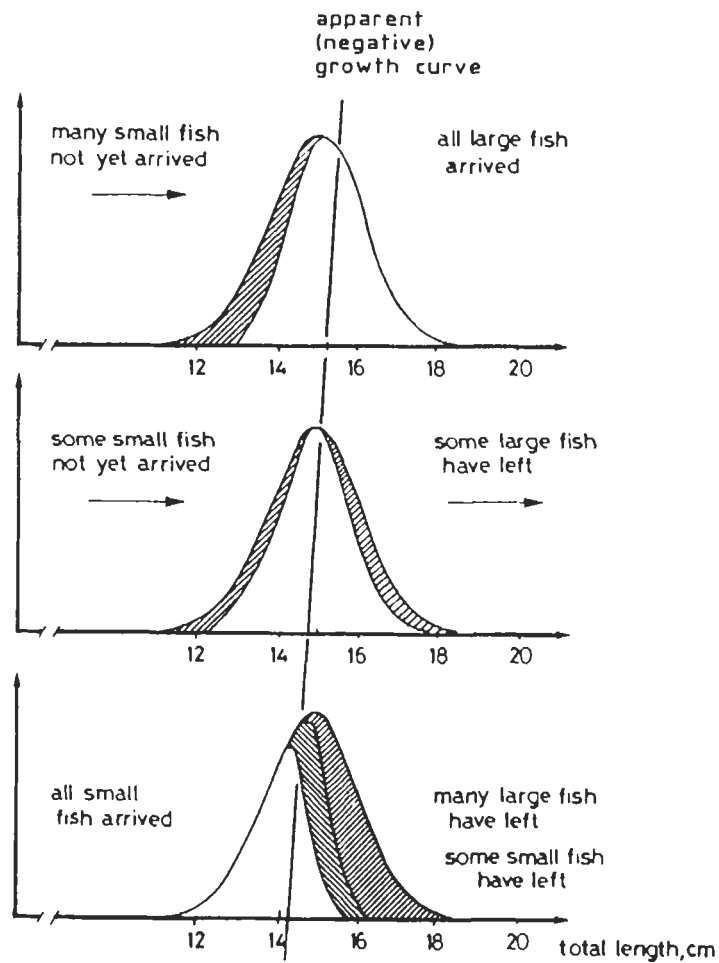 apparent
(negative)
growth curve
many small fish
not yet arrived
all large fish
arrived
12 14 16 18 20
some small fish
not yet arrived
some large fish
have left
12 14 16 18 20
all small
fish arrived
many large fish
have left
some small fish
have left
12 14 16 18 20 total length,cm